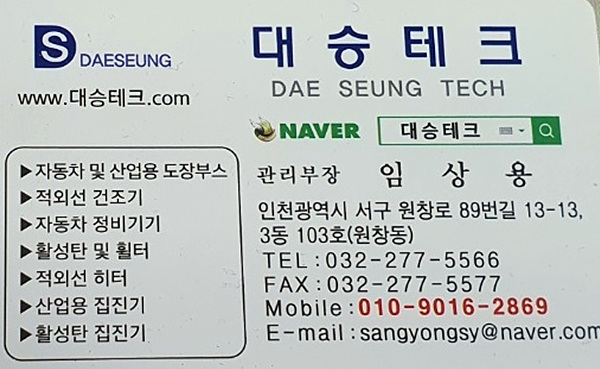 DS DAESEUNG
대승테크
www.대승테크.com
DAE SEUNG TECH
NAVER 대승테크
▶자동차 및 산업용 도장부스
▶적외선 건조기
▶자동차 정비기기
▶활성탄 및 휠터
▶적외선 히터
▶산업용 집진기
▶활성탄 집진기
관리부장 임상용
인천광역시 서구 원창로 89번길 13-13,
3동 103호(원창동)
TEL:032-277-5566
FAX:032-277-5577
Mobile:010-9016-2869
E-mail:sangyongsy@naver.com